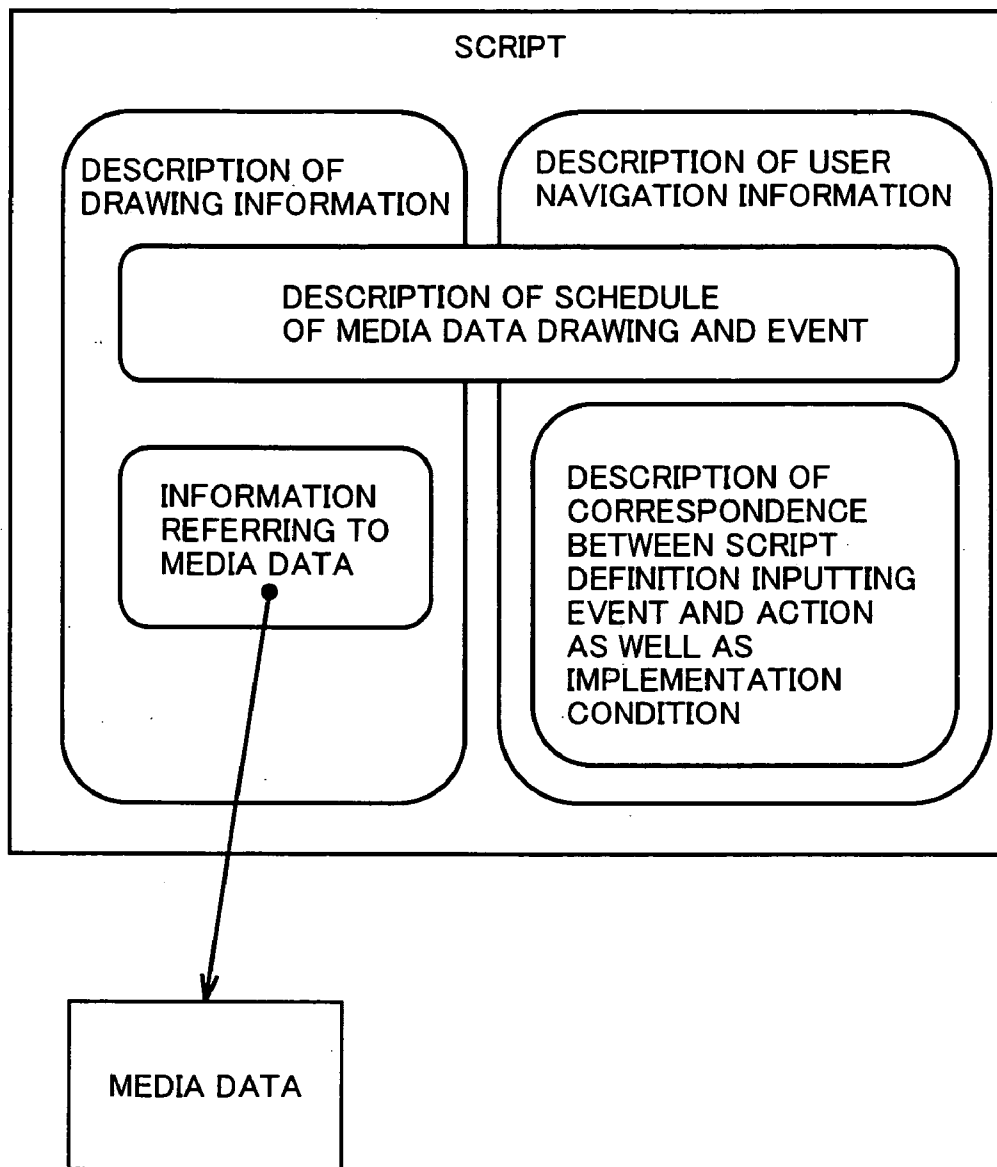 SCRIPT
DESCRIPTION OF
DRAWING INFORMATION
DESCRIPTION OF USER
NAVIGATION INFORMATION
DESCRIPTION OF SCHEDULE
OF MEDIA DATA DRAWING AND EVENT
INFORMATION
REFERRING TO
MEDIA DATA
DESCRIPTION OF
CORRESPONDENCE
BETWEEN SCRIPT
DEFINITION INPUTTING
EVENT AND ACTION
AS WELL AS
IMPLEMENTATION
CONDITION
MEDIA DATA